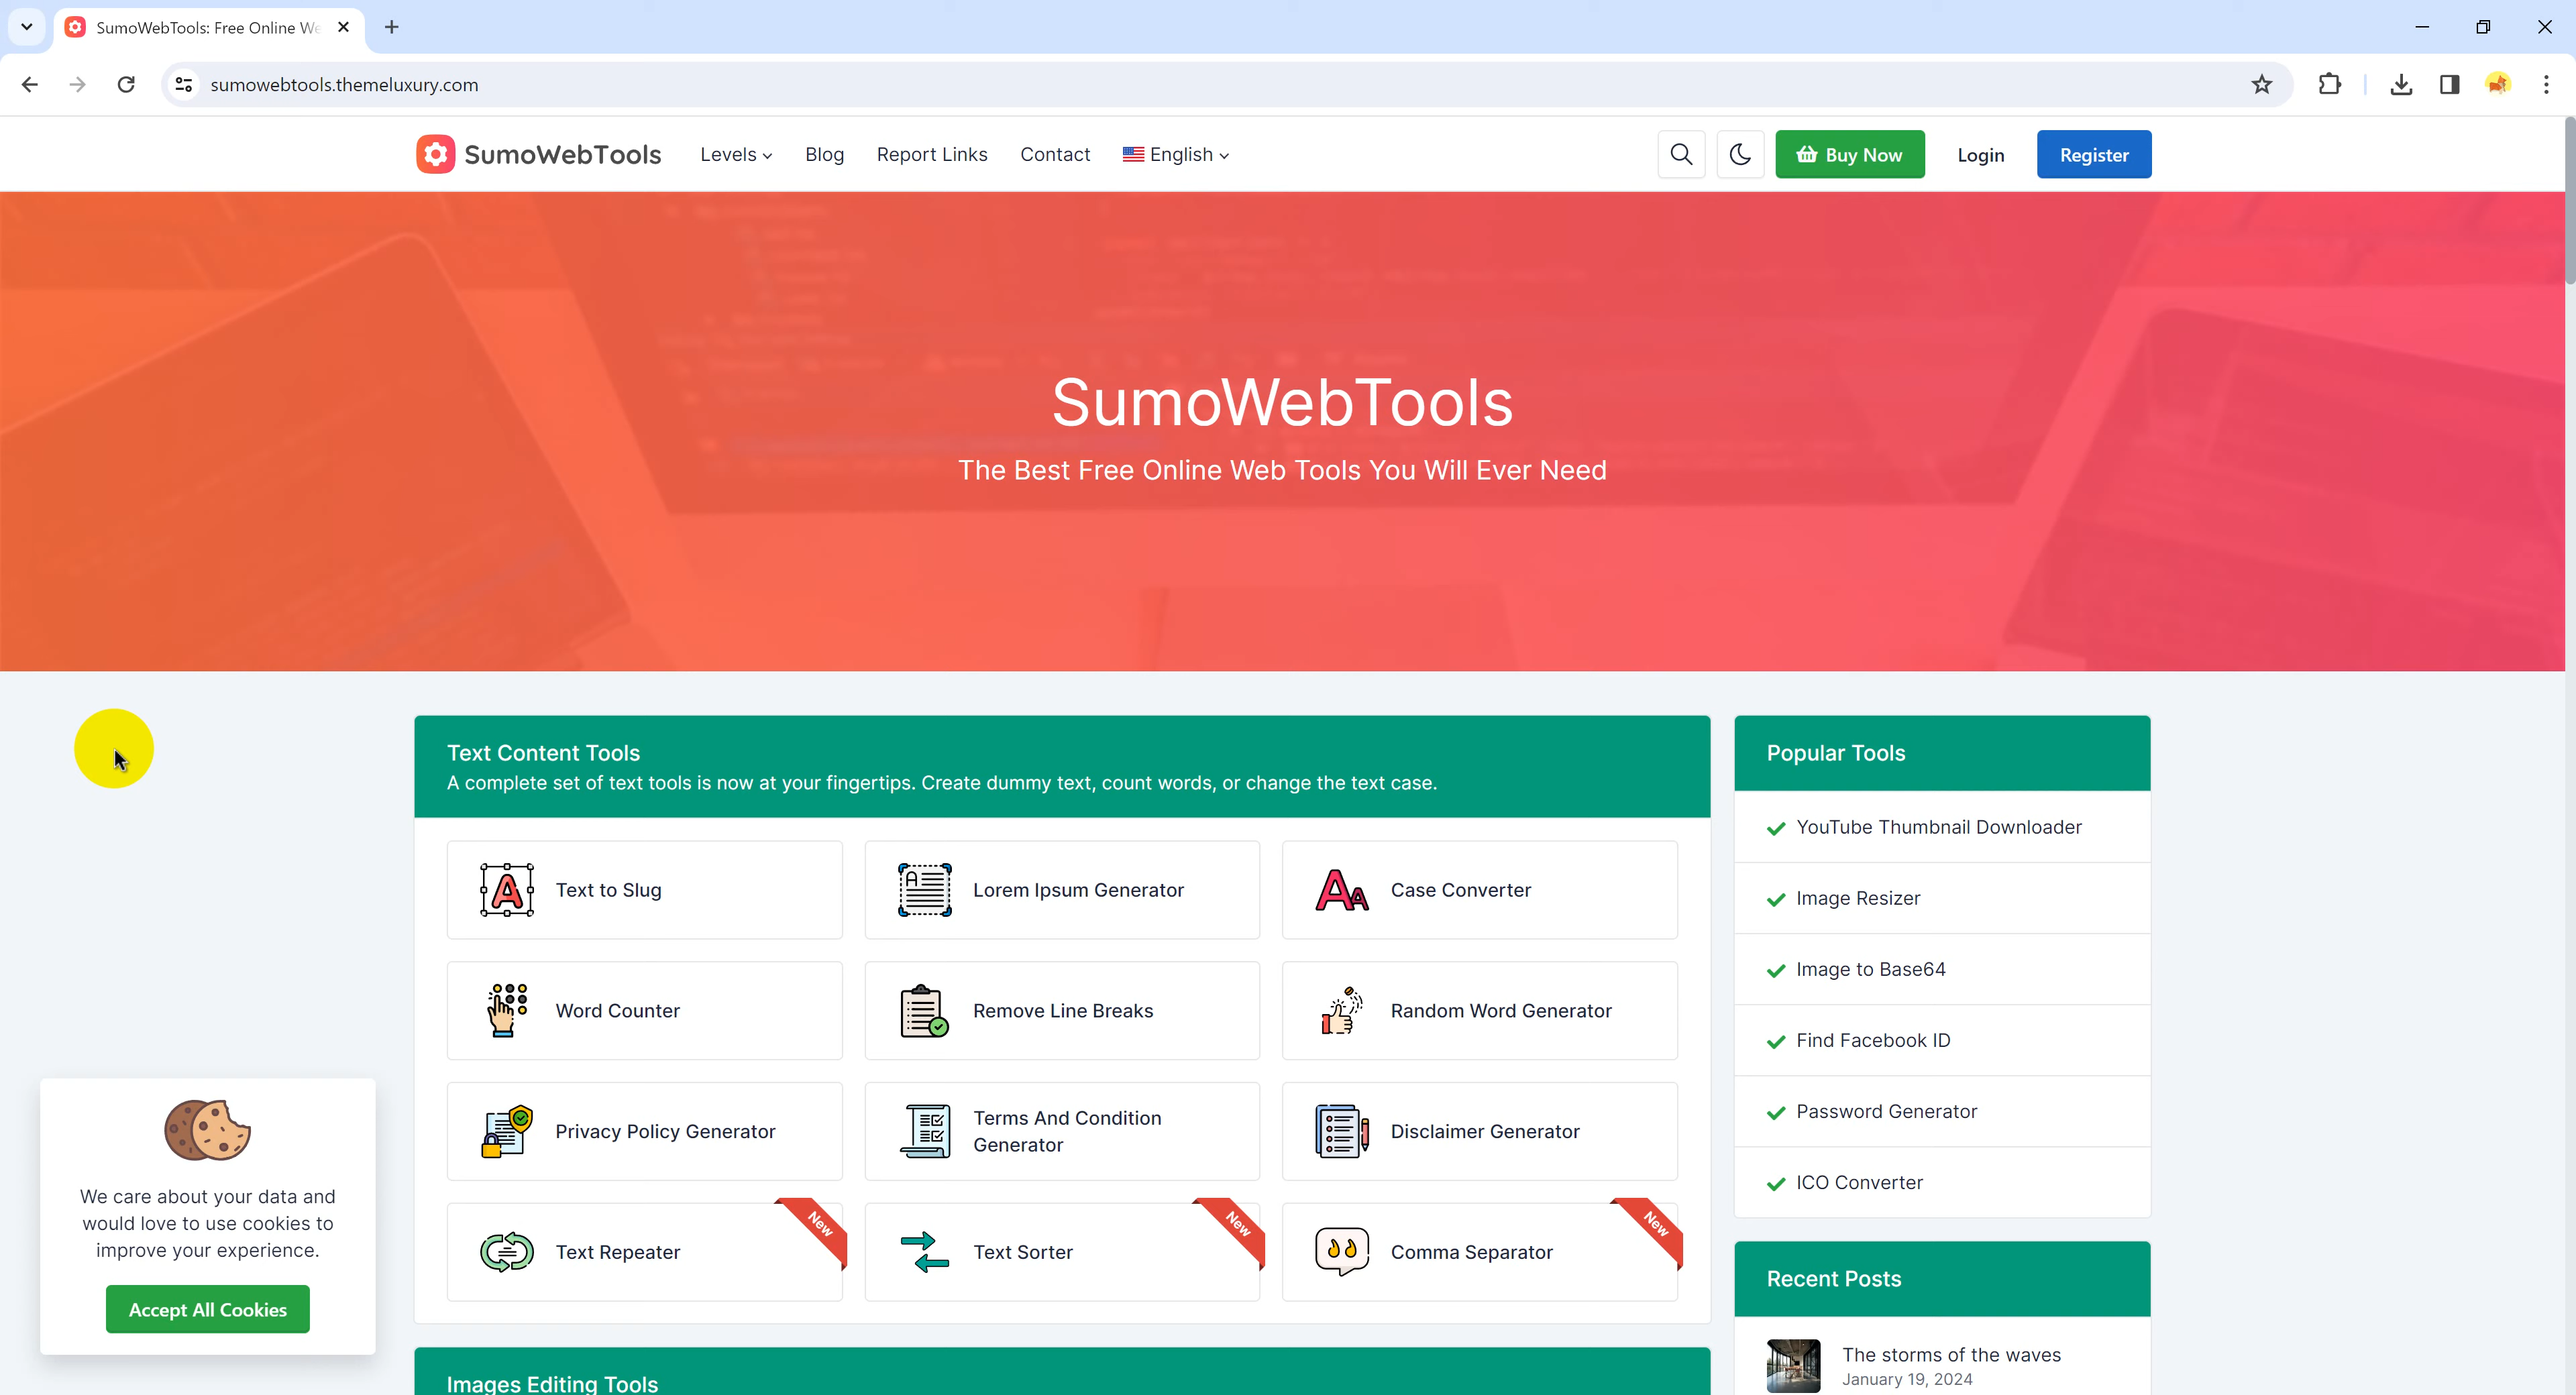 SumoWebTools: Free Online We
sumowebtools.themeluxury.com
SumoWebTools
Levels
Blog
Report Links
Contact
English
Buy Now
Login
Register
SumoWebTools
The Best Free Online Web Tools You Will Ever Need
Text Content Tools
A complete set of text tools is now at your fingertips. Create dummy text, count words, or change the text case.
Text to Slug
Lorem Ipsum Generator
Case Converter
Word Counter
Remove Line Breaks
Random Word Generator
Privacy Policy Generator
Terms And Condition
Generator
Disclaimer Generator
Text Repeater
New
Text Sorter
New
Comma Separator
New
Images Editing Tools
Popular Tools
YouTube Thumbnail Downloader
Image Resizer
Image to Base64
Find Facebook ID
Password Generator
ICO Converter
Recent Posts
The storms of the waves
January 19, 2024
We care about your data and
would love to use cookies to
improve your experience.
Accept All Cookies